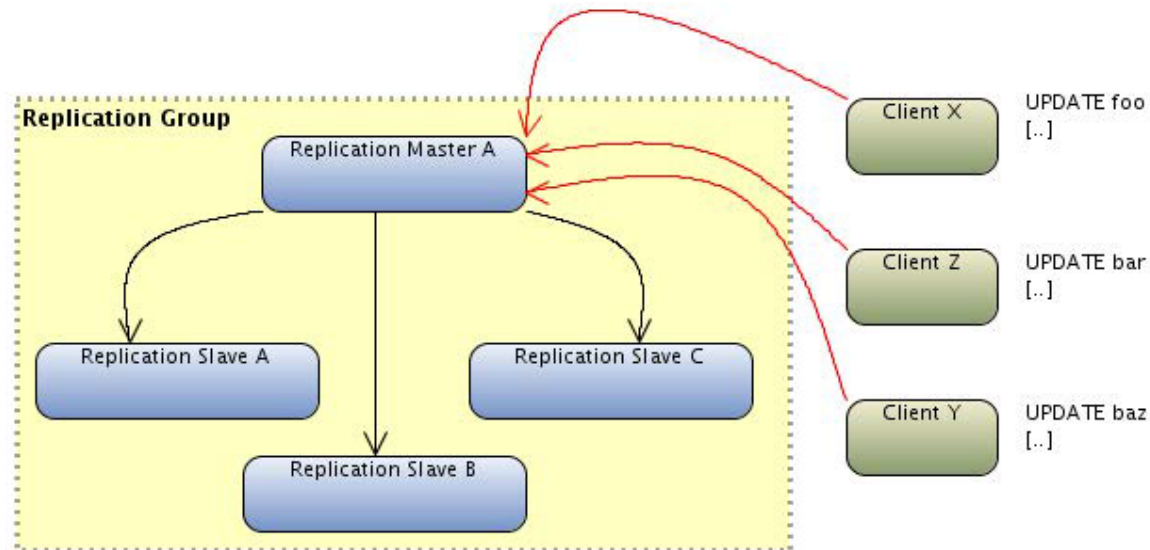 Replication Group
Replication Master A
Replication Slave A
Replication Slave C
Replication Slave B
Client X
UPDATE foo
[..]
Client Z
UPDATE bar
[..]
Client Y
UPDATE baz
[..]